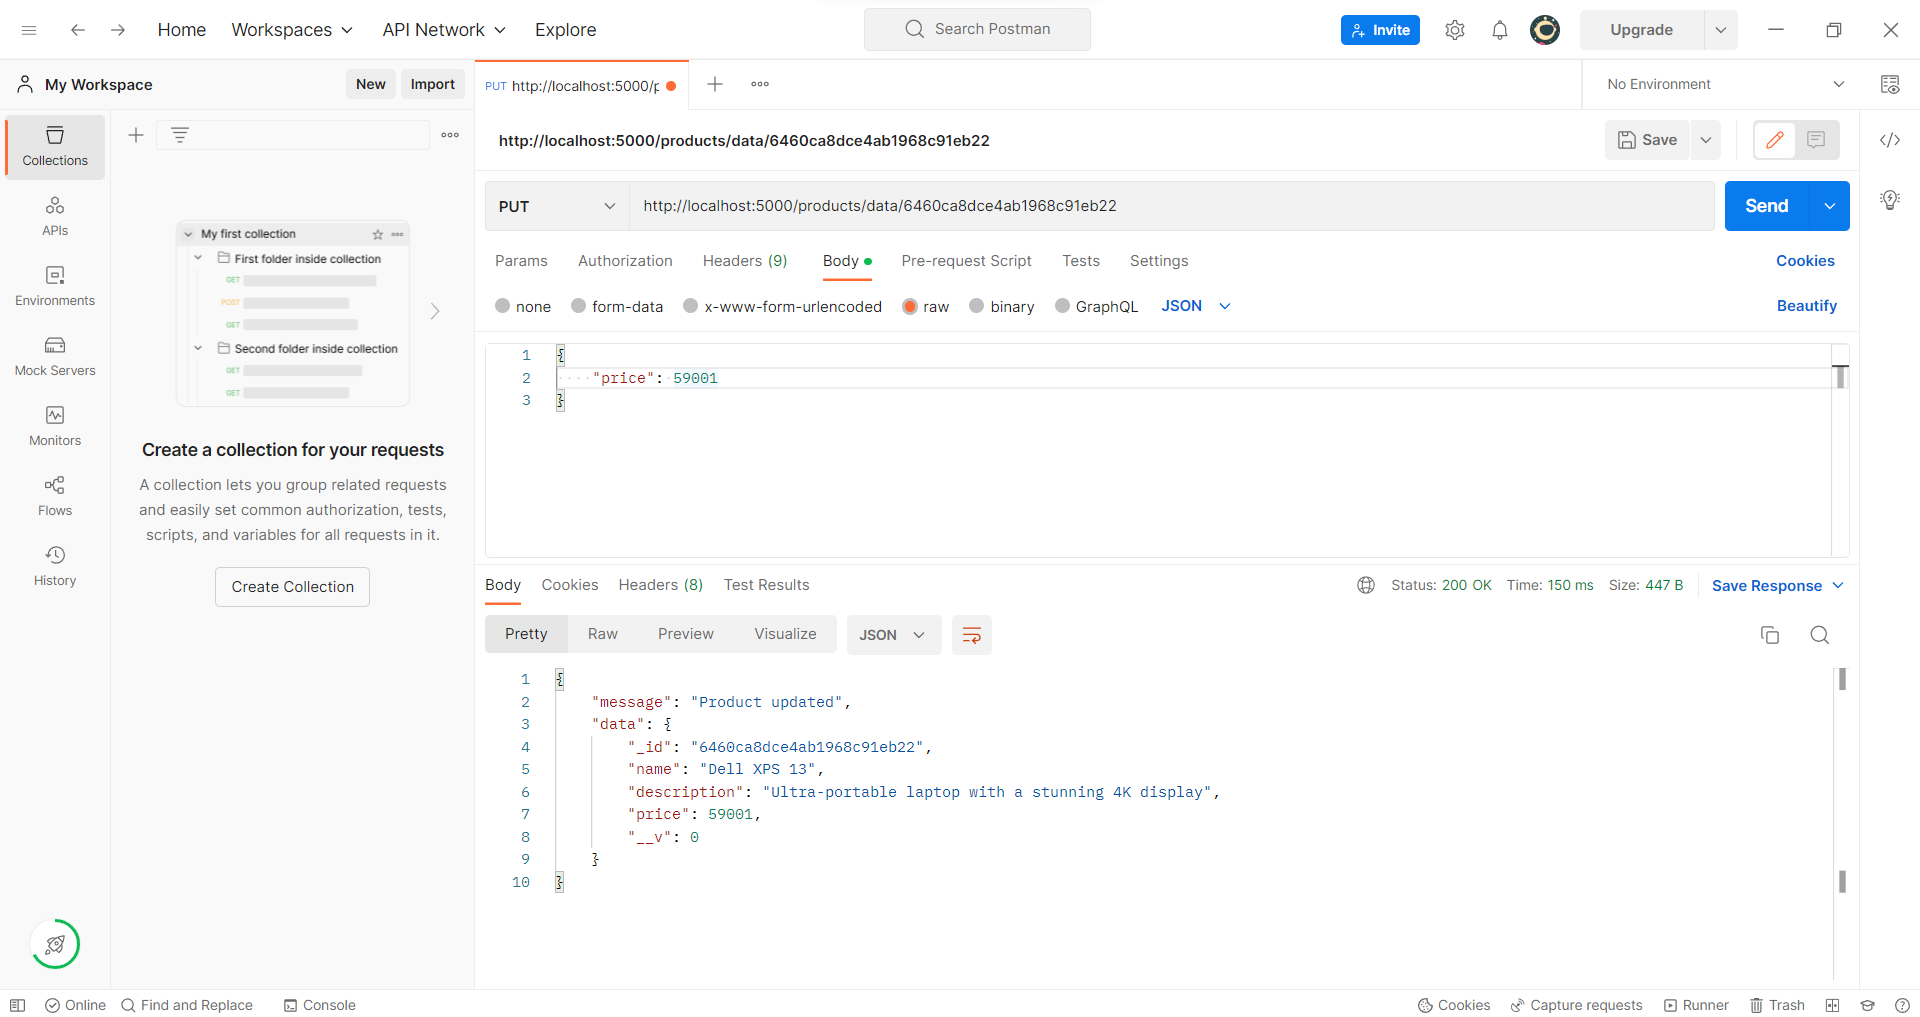 Home Workspaces API Network Explore Search Postman Invite Upgrade
My Workspace New Import PUT http://localhost:5000/p No Environment
Collections
APIs
Environments
Mock Servers
Monitors
Flows
History
My first collection
First folder inside collection
GET
POST
GET
Second folder inside collection
GET
GET
Create a collection for your requests
A collection lets you group related requests
and easily set common authorization, tests,
scripts, and variables for all requests in it.
Create Collection
http://localhost:5000/products/data/6460ca8dce4ab1968c91eb22 Save
PUT http://localhost:5000/products/data/6460ca8dce4ab1968c91eb22 Send
Params Authorization Headers (9) Body Pre-request Script Tests Settings Cookies
none form-data x-www-form-urlencoded raw binary GraphQL JSON Beautify
1 {
2 "price": 59001
3 }
Body Cookies Headers (8) Test Results Status: 200 OK Time: 150 ms Size: 447 B Save Response
Pretty Raw Preview Visualize JSON
1 {
2 "message": "Product updated",
3 "data": {
4 "_id": "6460ca8dce4ab1968c91eb22",
5 "name": "Dell XPS 13",
6 "description": "Ultra-portable laptop with a stunning 4K display",
7 "price": 59001,
8 "__v": 0
9 }
10 }
Online Find and Replace Console Cookies Capture requests Runner Trash